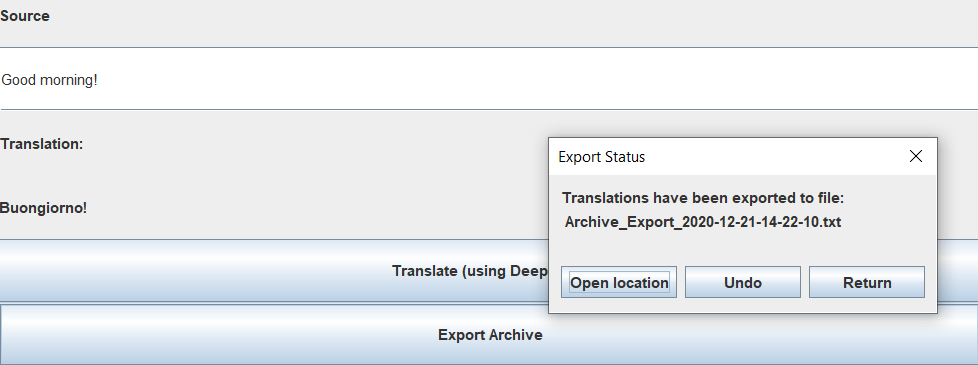 Source
Good morning!
Translation:
Buongiorno!
Translate (using Deep
Export Archive
Export Status
Translations have been exported to file:
Archive_Export_2020-12-21-14-22-10.txt
Open location
Undo
Return